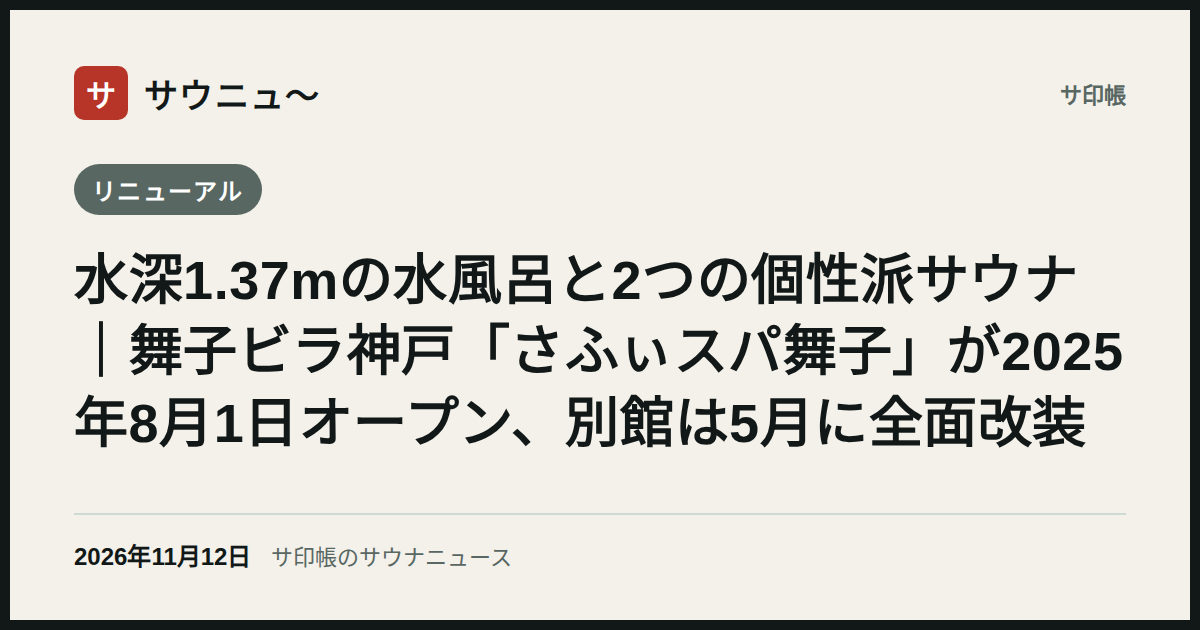 サ サウニュ〜
サ印帳
リニューアル
水深1.37mの水風呂と2つの個性派サウナ
｜舞子ビラ神戸「さふぃスパ舞子」が2025
年8月1日オープン、別館は5月に全面改装
2026年11月12日 サ印帳のサウナニュース